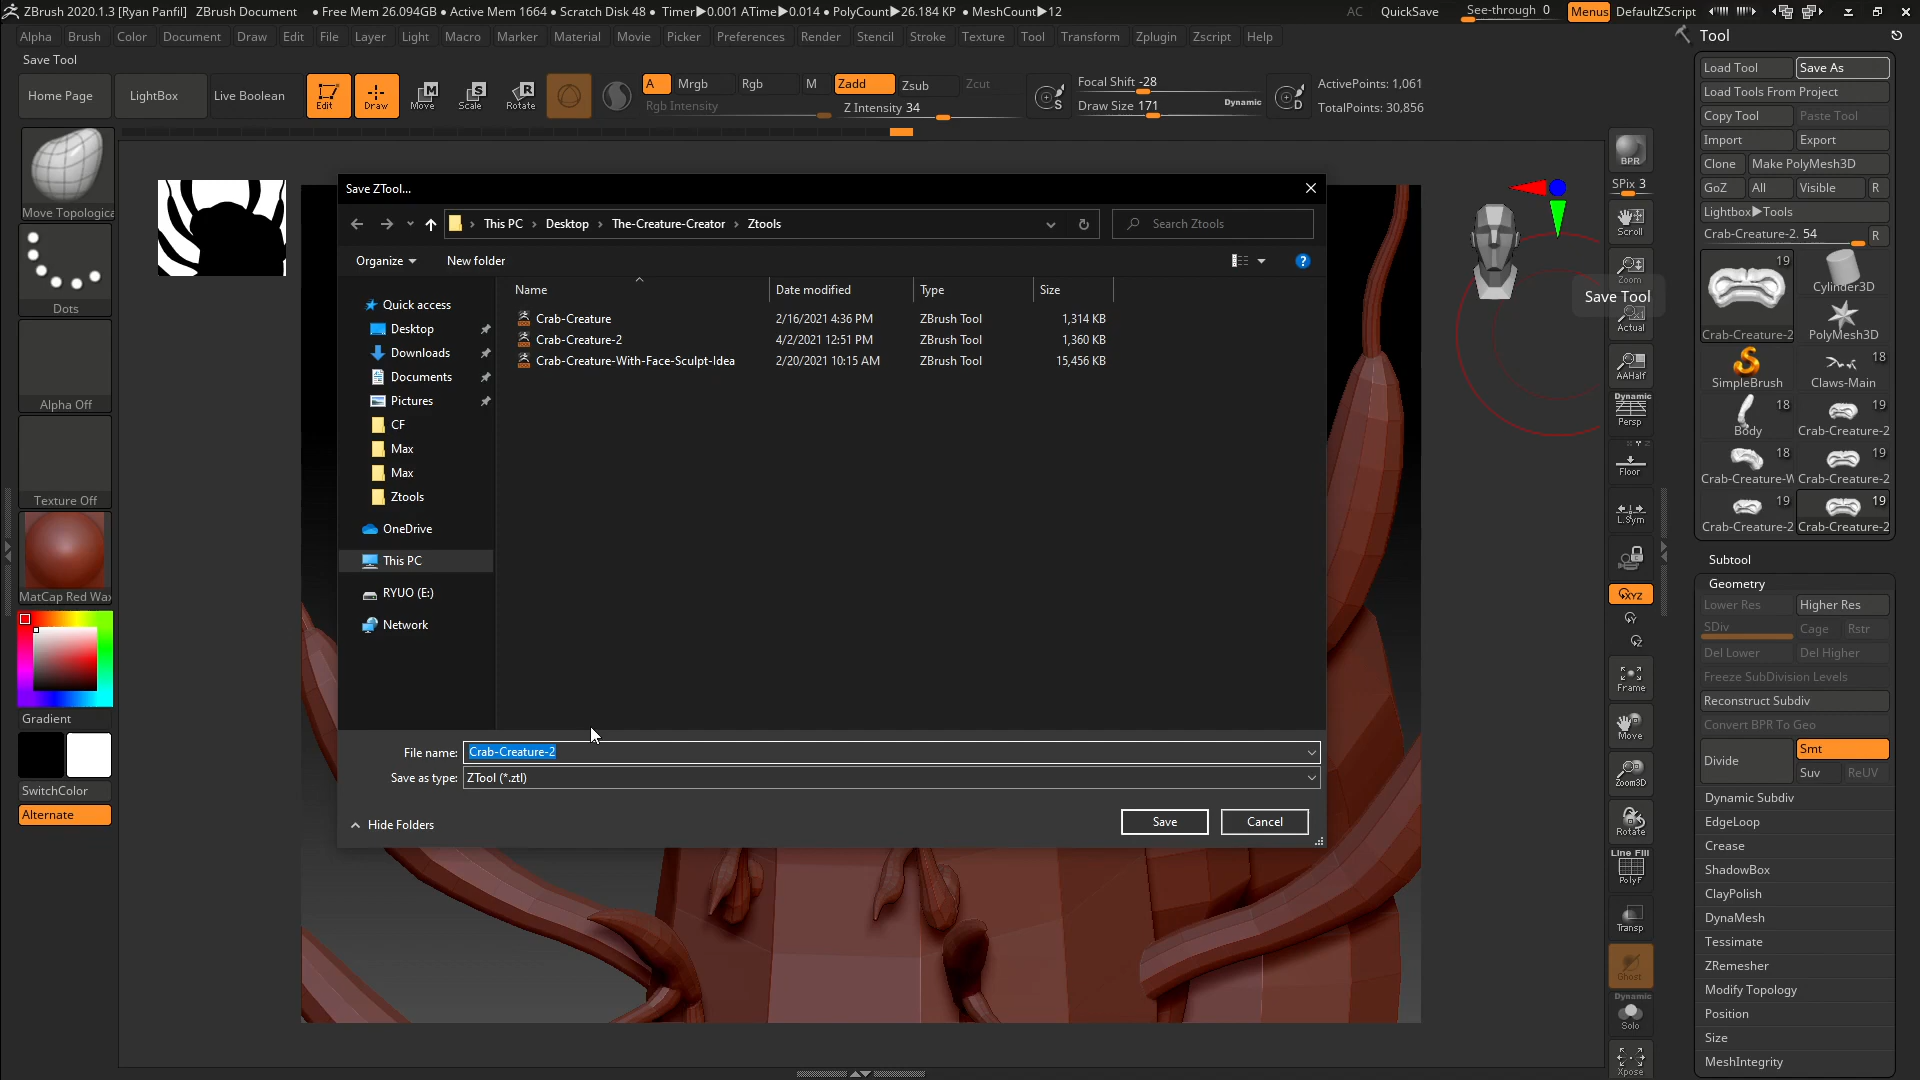 ZBrush 2020.1.3 [Ryan Panfil] ZBrush Document • Free Mem 26.094GB • Active Mem 1664 • Scratch Disk 48 • Timer▶0.001 ATime▶0.014 • PolyCount▶26.184 KP • MeshCount▶12 AC QuickSave See-through 0 Menus DefaultZScript
Alpha Brush Color Document Draw Edit File Layer Light Macro Marker Material Movie Picker Preferences Render Stencil Stroke Texture Tool Transform Zplugin Zscript Help
Save Tool
Home Page LightBox Live Boolean Edit Draw Move Scale Rotate
A Mrgb Rgb M Zadd Zsub Zcut
Rgb Intensity Z Intensity 34
S Focal Shift -28
Draw Size 171 Dynamic D
ActivePoints: 1,061
TotalPoints: 30,856
Move Topologica
Dots
Alpha Off
Texture Off
MatCap Red Wax
Gradient
SwitchColor
Alternate
Save ZTool...
This PC › Desktop › The-Creature-Creator › Ztools
Search Ztools
Organize New folder
Quick access
Desktop
Downloads
Documents
Pictures
CF
Max
Max
Ztools
OneDrive
This PC
RYUO (E:)
Network
Name Date modified Type Size
Crab-Creature 2/16/2021 4:36 PM ZBrush Tool 1,314 KB
Crab-Creature-2 4/2/2021 12:51 PM ZBrush Tool 1,360 KB
Crab-Creature-With-Face-Sculpt-Idea 2/20/2021 10:15 AM ZBrush Tool 15,456 KB
File name: Crab-Creature-2
Save as type: ZTool (*.ztl)
Hide Folders
Save Cancel
BPR
SPix 3
Scroll
Zoom
Save Tool
Actual
AAHalf
Dynamic
Persp
Floor
L.Sym
XYZ
Y
Z
Frame
Move
Zoom3D
Rotate
Line Fill
PolyF
Transp
Ghost
Dynamic
Solo
Xpose
Tool
Load Tool Save As
Load Tools From Project
Copy Tool Paste Tool
Import Export
Clone Make PolyMesh3D
GoZ All Visible R
Lightbox▶Tools
Crab-Creature-2. 54 R
19
Crab-Creature-2
Cylinder3D
PolyMesh3D
SimpleBrush
18
Claws-Main
18
Body
19
Crab-Creature-2
18
Crab-Creature-W
19
Crab-Creature-2
19
Crab-Creature-2
19
Crab-Creature-2
Subtool
Geometry
Lower Res Higher Res
SDiv Cage Rstr
Del Lower Del Higher
Freeze SubDivision Levels
Reconstruct Subdiv
Convert BPR To Geo
Divide Smt
Suv ReUV
Dynamic Subdiv
EdgeLoop
Crease
ShadowBox
ClayPolish
DynaMesh
Tessimate
ZRemesher
Modify Topology
Position
Size
MeshIntegrity